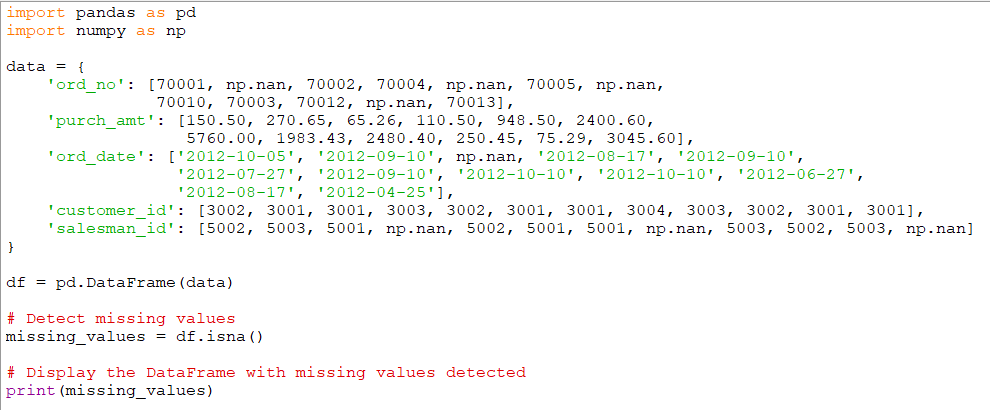 import pandas as pd
import numpy as np
data = {
    'ord_no': [70001, np.nan, 70002, 70004, np.nan, 70005, np.nan,
               70010, 70003, 70012, np.nan, 70013],
    'purch_amt': [150.50, 270.65, 65.26, 110.50, 948.50, 2400.60,
                  5760.00, 1983.43, 2480.40, 250.45, 75.29, 3045.60],
    'ord_date': ['2012-10-05', '2012-09-10', np.nan, '2012-08-17', '2012-09-10',
                 '2012-07-27', '2012-09-10', '2012-10-10', '2012-10-10', '2012-06-27',
                 '2012-08-17', '2012-04-25'],
    'customer_id': [3002, 3001, 3001, 3003, 3002, 3001, 3001, 3004, 3003, 3002, 3001, 3001],
    'salesman_id': [5002, 5003, 5001, np.nan, 5002, 5001, 5001, np.nan, 5003, 5002, 5003, np.nan]
}
df = pd.DataFrame(data)
# Detect missing values
missing_values = df.isna()
# Display the DataFrame with missing values detected
print(missing_values)